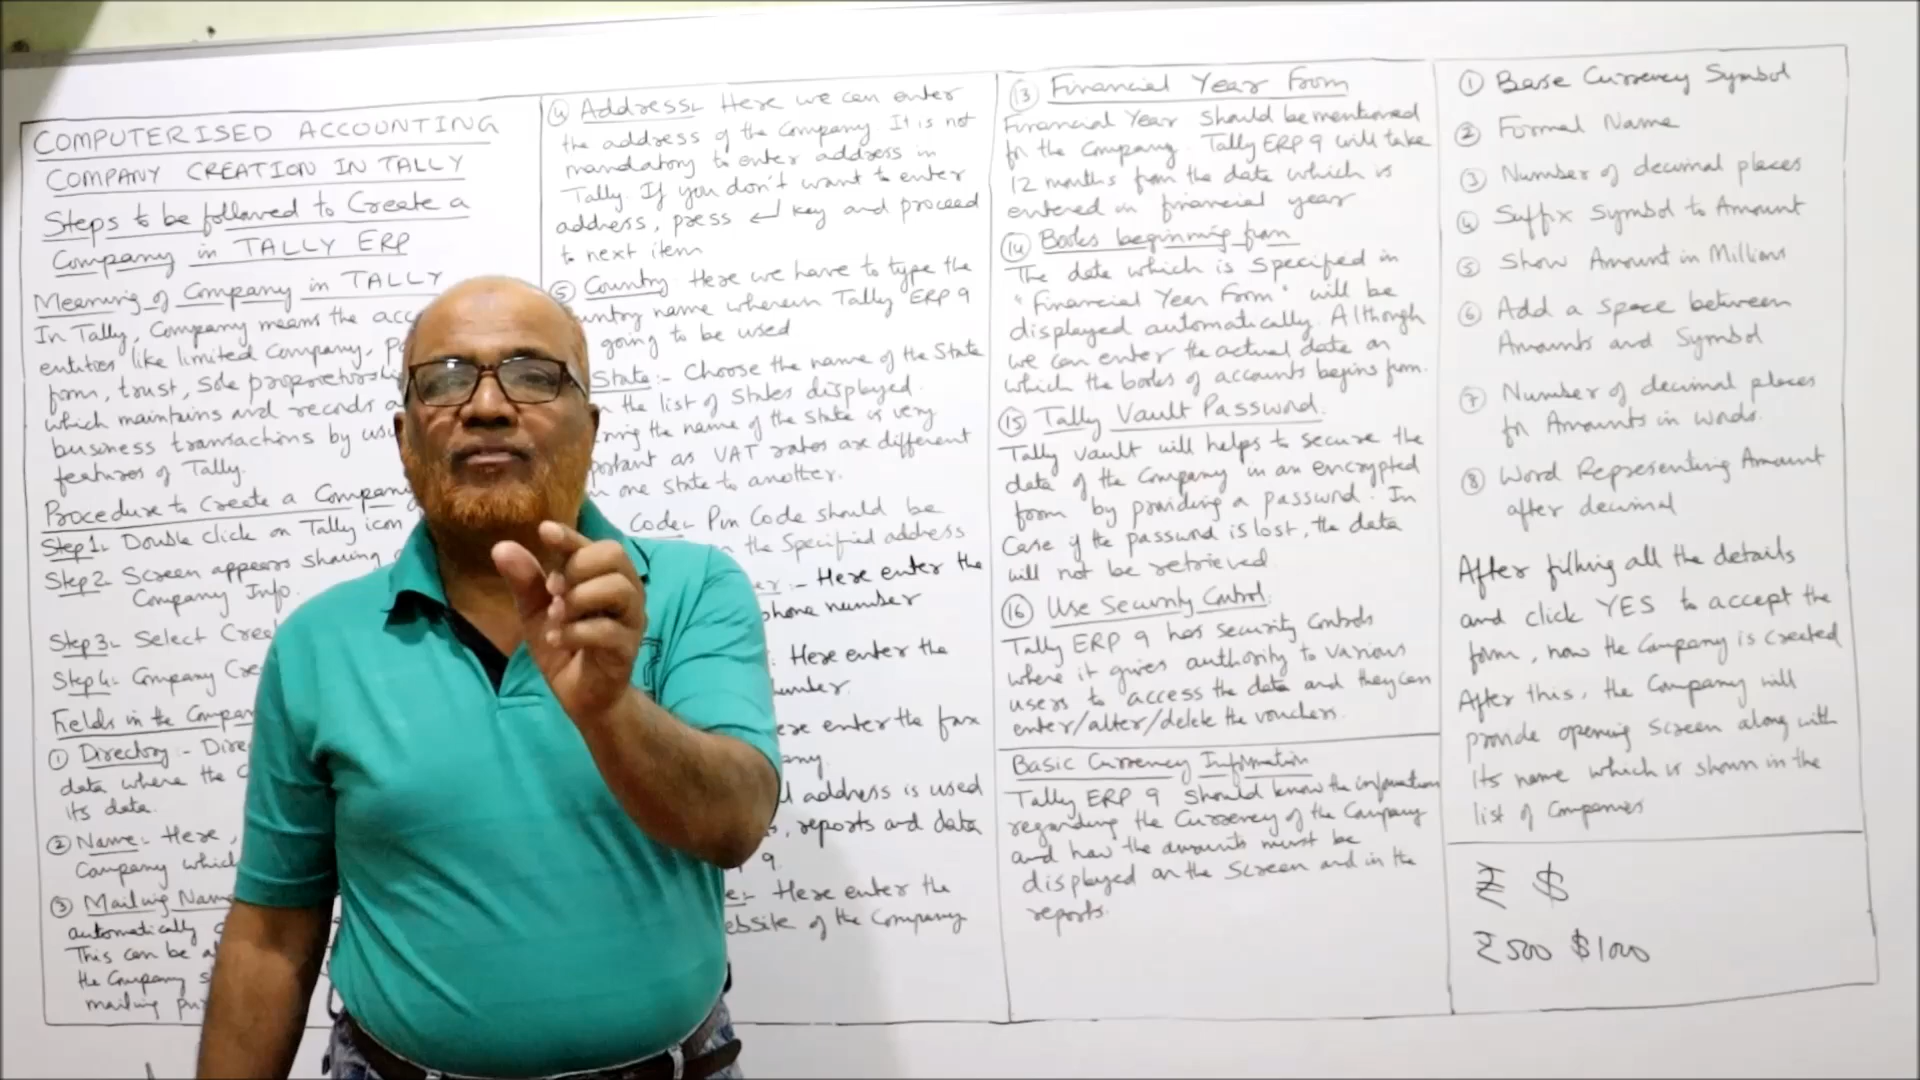 COMPUTERISED ACCOUNTING
COMPANY CREATION IN TALLY
Steps to be followed to Create a
Company in TALLY ERP
Meaning of Company in TALLY
In Tally, Company means the
entities like limited Company,
firm, trust, sole proprietorship
which maintains and records
business transactions by
features of Tally.
Procedure to Create a Company
Step 1:- Double click on Tally icon
Step 2:- Screen appears showing
Company Info.
Step 3:- Select
Step 4:- Company
Fields in the
① Directory :-
data where the
its data.
② Name:- Here,
Company which
③ Mailing Name
automatically
This can be
the Company
mailing
④ Address:- Here we can enter
the address of the Company. It is not
mandatory to enter address in
Tally. If you don't want to enter
address, press ↵ key and proceed
to next item
⑤ Country: Here we have to type the
name wherein Tally ERP 9
going to be used
State:- Choose the name of the State
the list of States displayed.
the name of the State is very
as VAT rates are different
one state to another.
Code:- Pin Code should be
the Specified address
:- Here enter the
phone number
: Here enter the
enter the fax
address is used
, reports and data
9.
Here enter the
of the Company
⑬ Financial Year From
Financial Year should be mentioned
for the Company. Tally ERP 9 will take
12 months from the date which is
entered in financial year
⑭ Books beginning from
The date which is specified in
"Financial Year From" will be
displayed automatically. Although
we can enter the actual date on
which the books of accounts begins from.
⑮ Tally Vault Password.
Tally vault will helps to secure the
data of the Company in an encrypted
form by providing a password. In
Case if the password is lost, the data
will not be retrieved.
⑯ Use Security Control.
Tally ERP 9 has security Controls
where it gives authority to various
users to access the data and they can
enter/alter/delete the vouchers.
Basic Currency Information
Tally ERP 9 should know the information
regarding the Currency of the Company
and how the amounts must be
displayed on the Screen and in the
reports.
① Base Currency Symbol
② Formal Name
③ Number of decimal places
④ Suffix Symbol to Amount
⑤ Show Amount in Millions
⑥ Add a space between
Amounts and Symbol
⑦ Number of decimal places
for Amounts in words.
⑧ Word Representing Amount
after decimal
After filling all the details
and click YES to accept the
form, now the Company is created
After this, the Company will
provide opening Screen along with
its name which is shown in the
list of Companies
₹ $
₹500 $1000